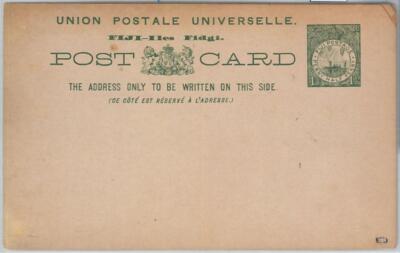 UNION POSTALE UNIVERSELLE.
FIJI–Iles Fidgi.
POST CARD
THE ADDRESS ONLY TO BE WRITTEN ON THIS SIDE.
(CE CÔTÉ EST RÉSERVÉ À L'ADRESSE.)